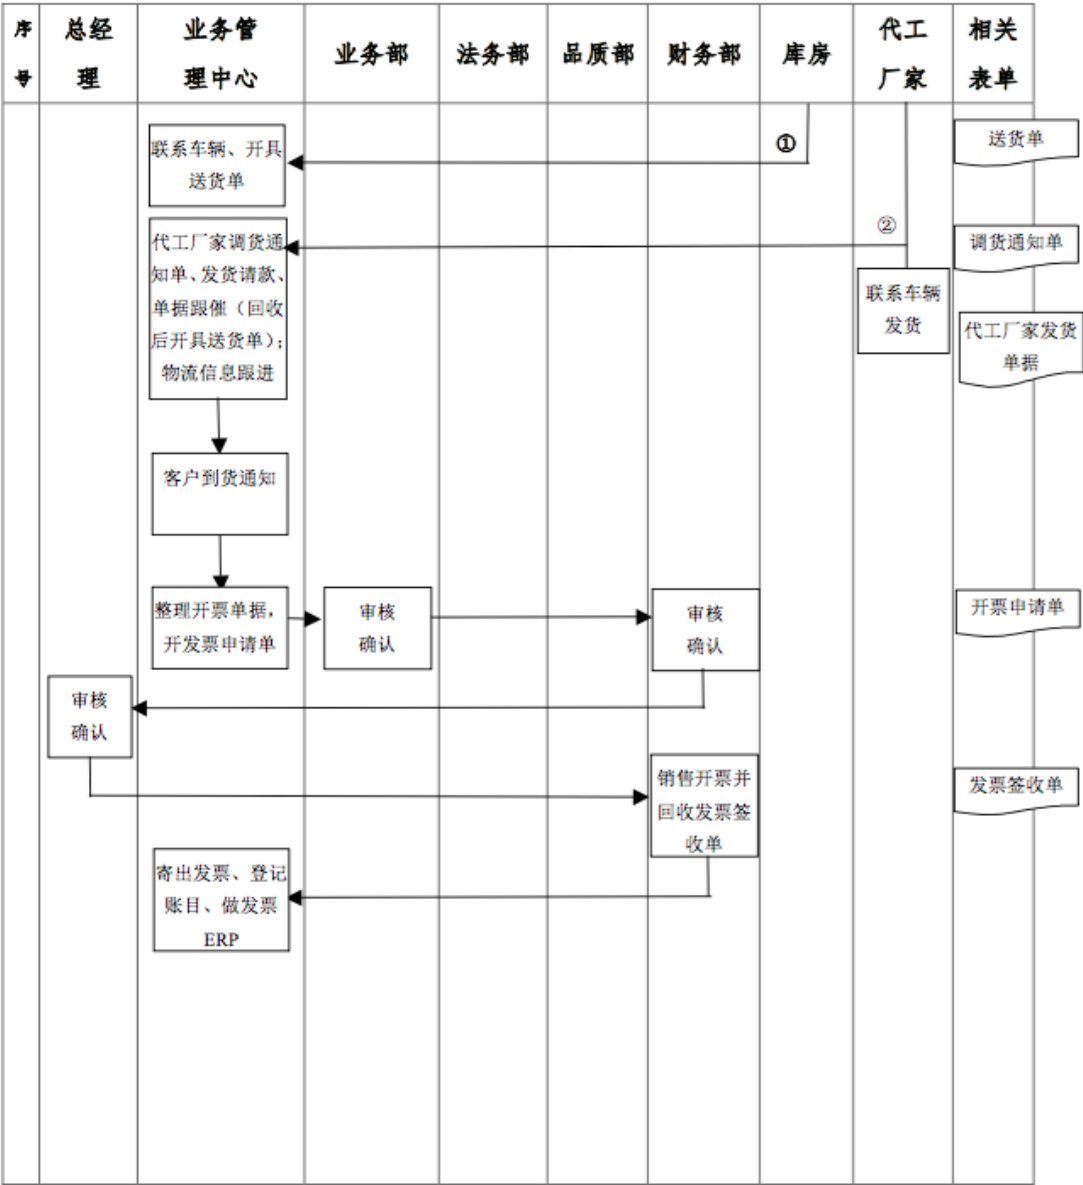 序号
总经理
业务管理中心
业务部
法务部
品质部
财务部
库房
代工厂家
相关表单
①
联系车辆、开具
送货单
送货单
②
代工厂家调货通
知单、发货请款、
单据跟催（回收
后开具送货单）；
物流信息跟进
调货通知单
联系车辆
发货
代工厂家发货
单据
客户到货通知
整理开票单据，
开发票申请单
审核
确认
审核
确认
开票申请单
审核
确认
销售开票并
回收发票签
收单
发票签收单
寄出发票、登记
账目、做发票
ERP